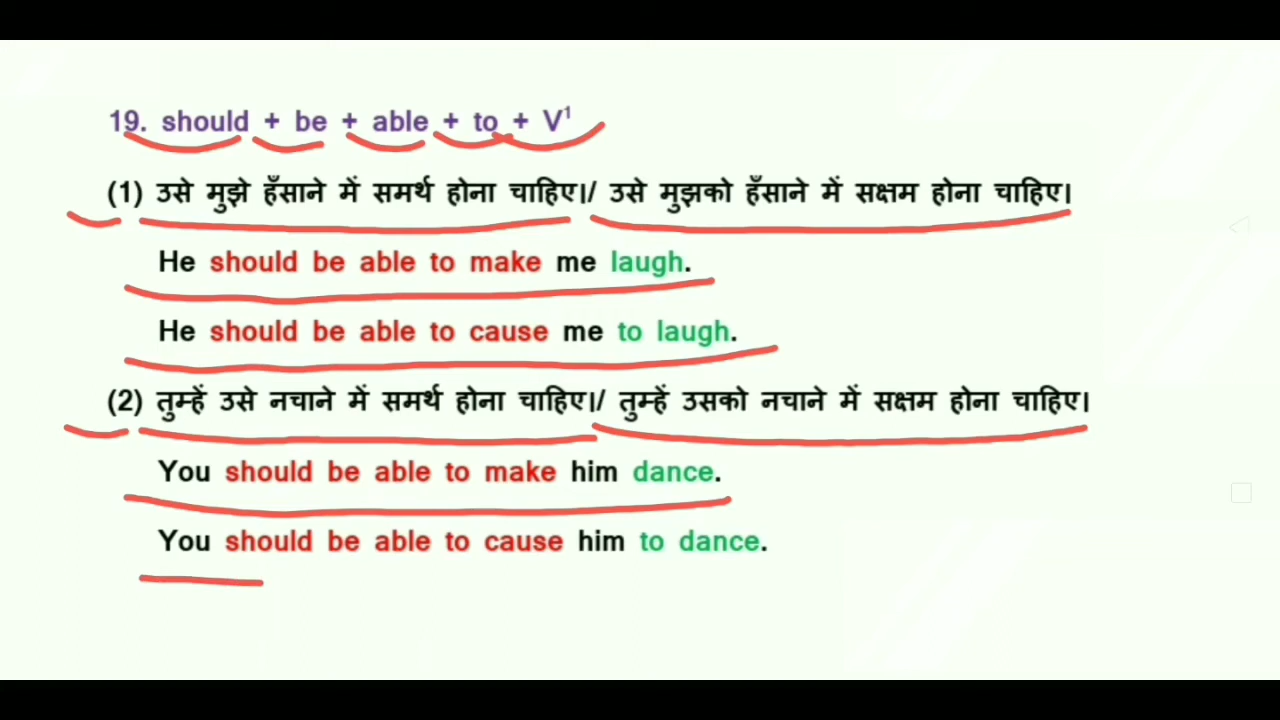 19. should + be + able + to + V¹
(1) उसे मुझे हँसाने में समर्थ होना चाहिए।/ उसे मुझको हँसाने में सक्षम होना चाहिए।
He should be able to make me laugh.
He should be able to cause me to laugh.
(2) तुम्हें उसे नचाने में समर्थ होना चाहिए।/ तुम्हें उसको नचाने में सक्षम होना चाहिए।
You should be able to make him dance.
You should be able to cause him to dance.